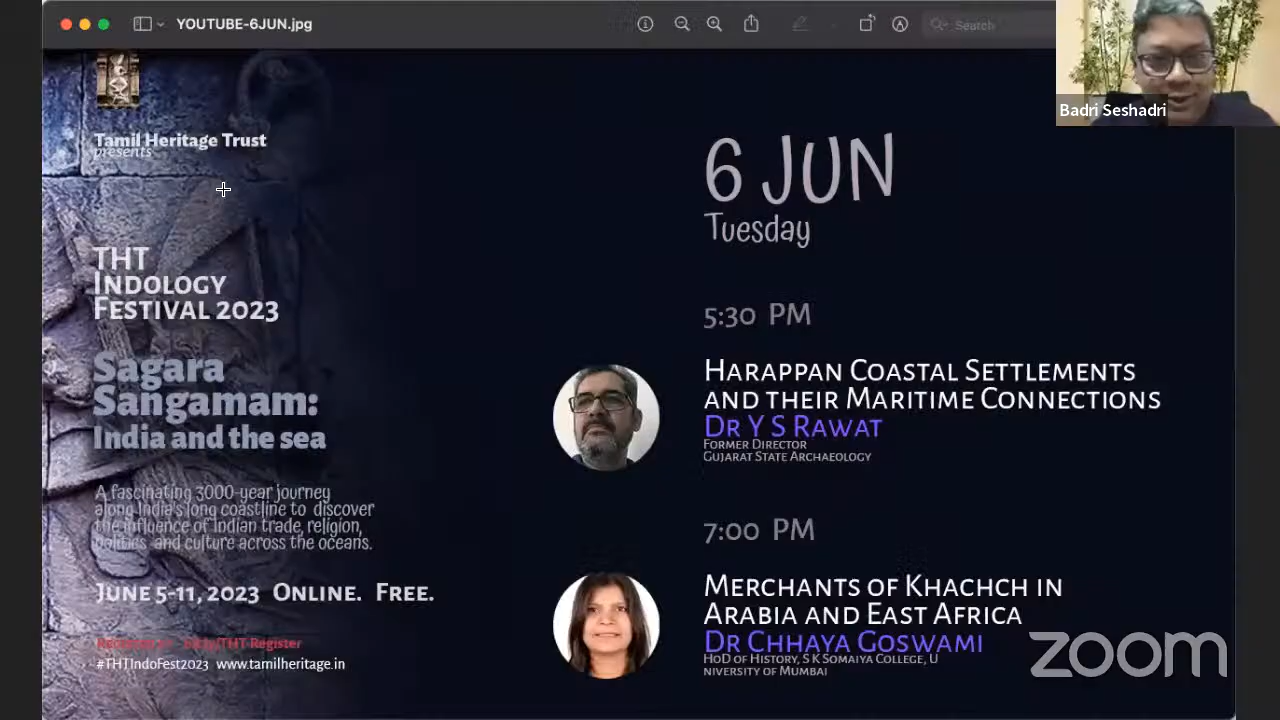 YOUTUBE-6JUN.jpg
Search
Badri Seshadri
Tamil Heritage Trust
presents
THT
INDOLOGY
FESTIVAL 2023
Sagara
Sangamam:
India and the sea
A fascinating 3000-year journey
along India's long coastline to discover
the influence of Indian trade, religion,
politics and culture across the oceans.
JUNE 5-11, 2023 ONLINE. FREE.
THT-Register
#THTIndoFest2023 www.tamilheritage.in
6 JUN
Tuesday
5:30 PM
HARAPPAN COASTAL SETTLEMENTS
AND THEIR MARITIME CONNECTIONS
DR Y S RAWAT
FORMER DIRECTOR
GUJARAT STATE ARCHAEOLOGY
7:00 PM
MERCHANTS OF KHACHCH IN
ARABIA AND EAST AFRICA
DR CHHAYA GOSWAMI
HOD OF HISTORY, S K SOMAIYA COLLEGE, U
NIVERSITY OF MUMBAI
zoom